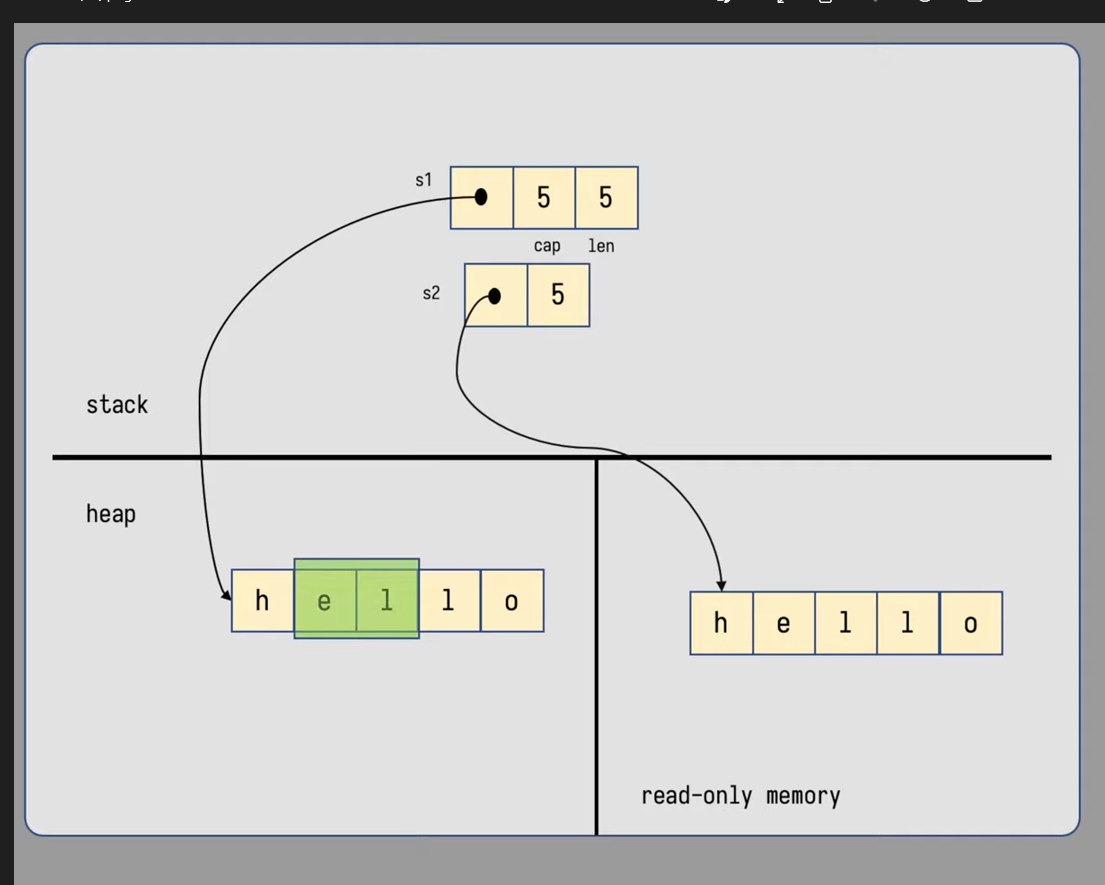 s1
5 5
cap len
s2
5
stack
heap
h e l l o
h e l l o
read-only memory